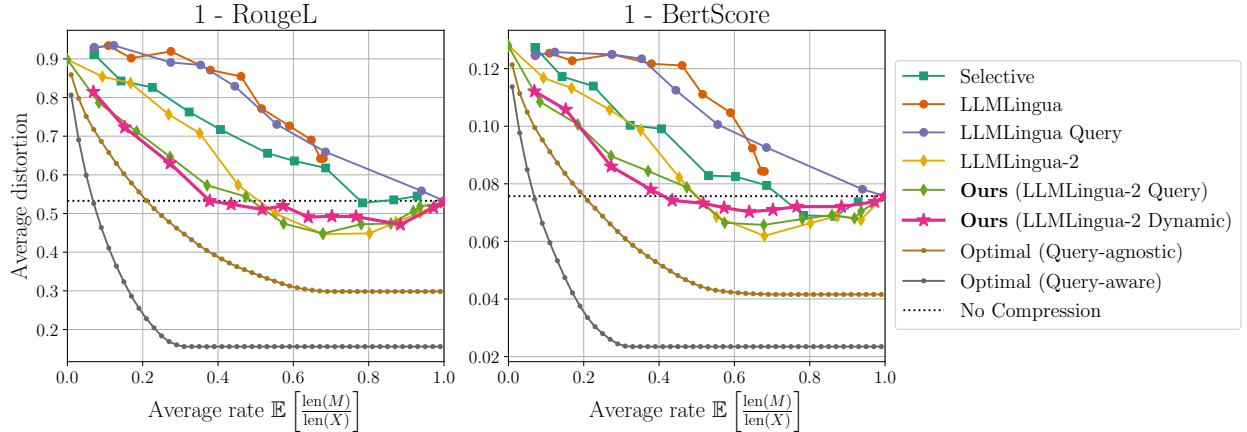 1 - RougeL
Average distortion
0.9
0.8
0.7
0.6
0.5
0.4
0.3
0.2
0.0 0.2 0.4 0.6 0.8 1.0
Average rate 𝔼 [len(M)/len(X)]
1 - BertScore
0.12
0.10
0.08
0.06
0.04
0.02
0.0 0.2 0.4 0.6 0.8 1.0
Average rate 𝔼 [len(M)/len(X)]
Selective
LLMLingua
LLMLingua Query
LLMLingua-2
Ours (LLMLingua-2 Query)
Ours (LLMLingua-2 Dynamic)
Optimal (Query-agnostic)
Optimal (Query-aware)
No Compression